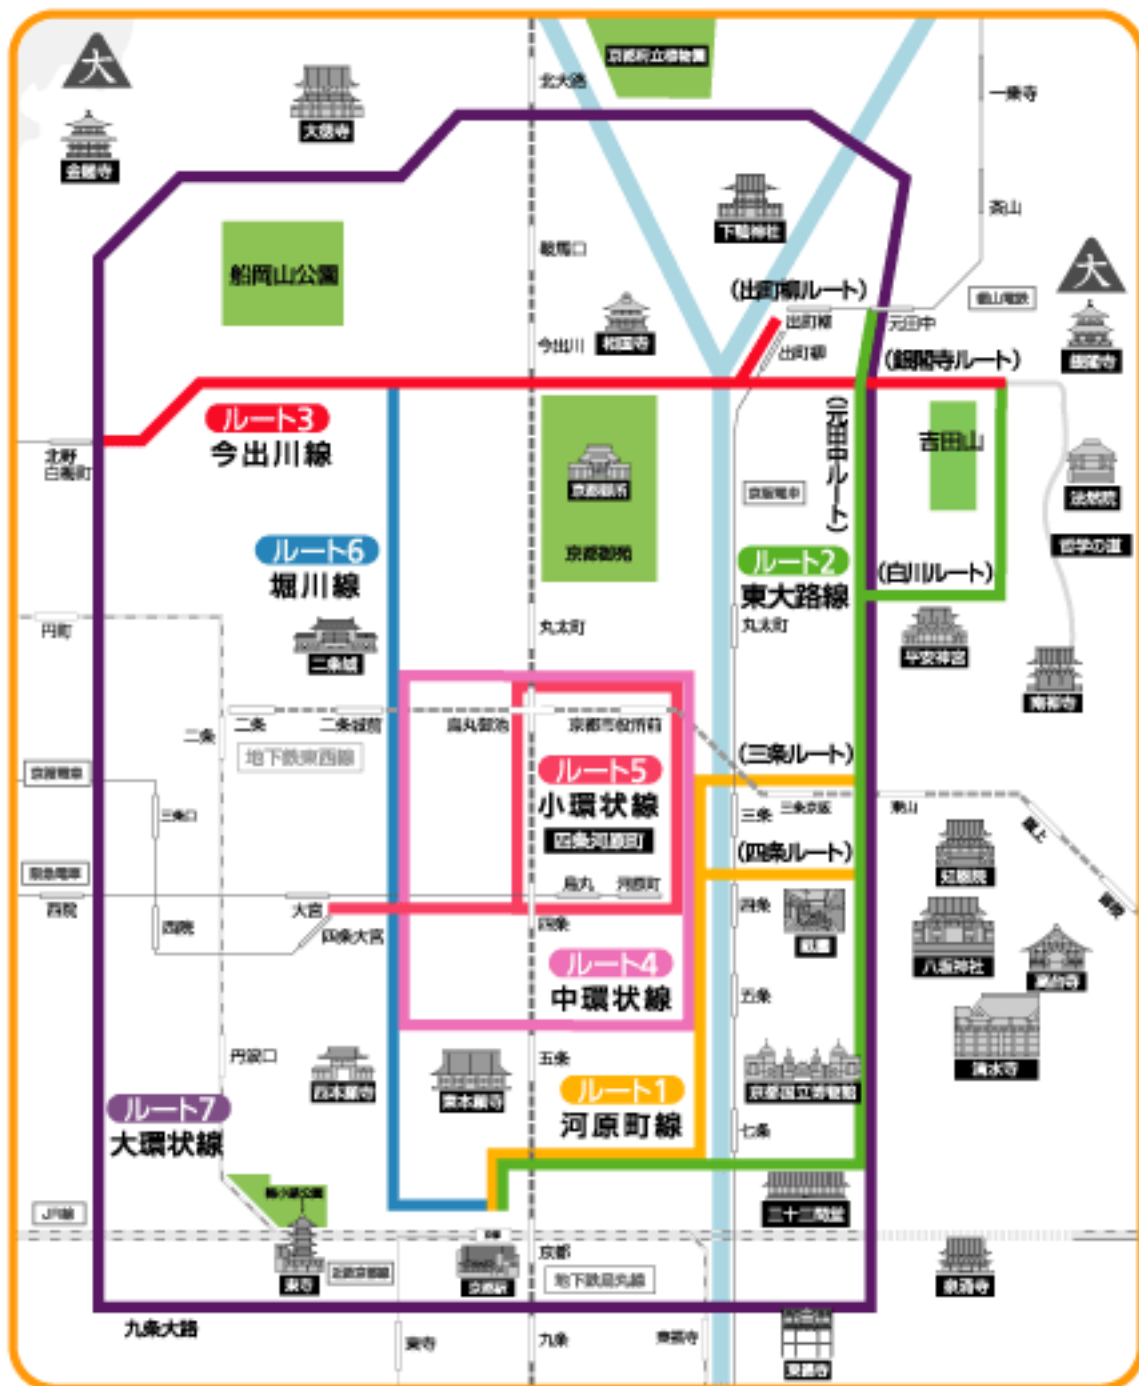 大
金閣寺
大徳寺
北大路
京都府立植物園
一乗寺
茶山
下鴨神社
鞍馬口
船岡山公園
大
(出町柳ルート)
叡山電鉄
出町柳
元田中
今出川
相国寺
出町柳
銀閣寺
(銀閣寺ルート)
ルート3
今出川線
(元田中ルート)
吉田山
北野
白梅町
京都御所
京阪電車
法然院
哲学の道
ルート6
堀川線
京都御苑
ルート2
東大路線
(白川ルート)
円町
二条城
丸太町
丸太町
平安神宮
南禅寺
二条
二条
二条城前
烏丸御池
京都市役所前
地下鉄東西線
(三条ルート)
ルート5
小環状線
四条河原町
三条口
三条
三条京阪
東山
蹴上
(四条ルート)
知恩院
阪急電車
西院
大宮
烏丸
河原町
四条
祇園
西院
四条大宮
四条
八坂神社
ルート4
中環状線
五条
清水寺
丹波口
西本願寺
東本願寺
五条
京都国立博物館
ルート1
河原町線
ルート7
大環状線
七条
三十三間堂
梅小路公園
JR線
東寺
近鉄京都線
京都駅
京都
地下鉄烏丸線
泉涌寺
九条大路
東寺
九条
東福寺
東福寺